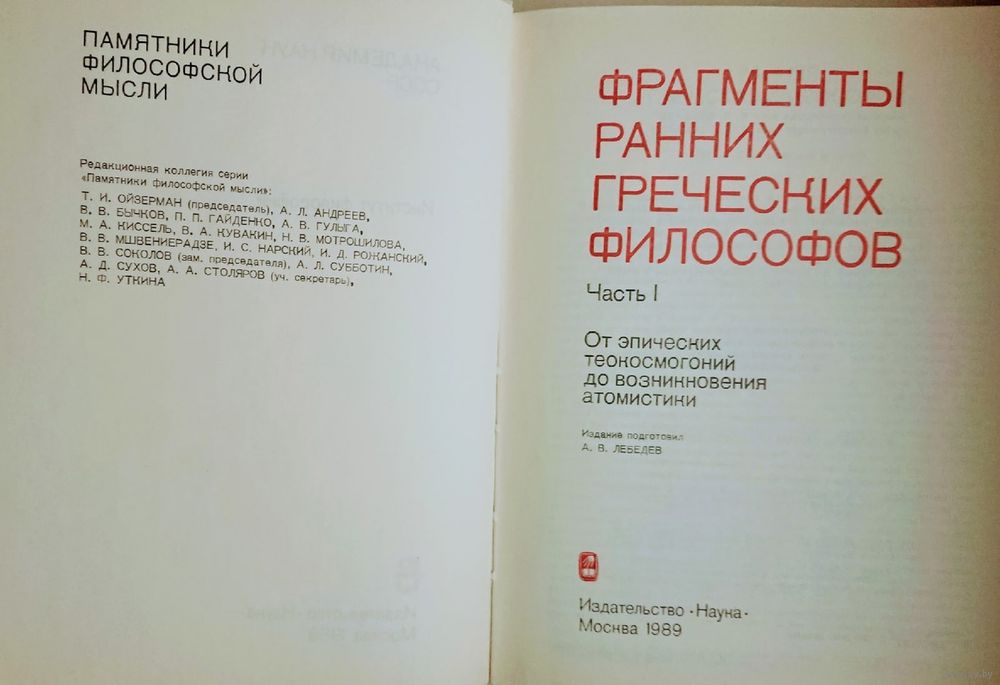 ПАМЯТНИКИ
ФИЛОСОФСКОЙ
МЫСЛИ
Редакционная коллегия серии
«Памятники философской мысли»:
Т. И. ОЙЗЕРМАН (председатель), А. Л. АНДРЕЕВ,
В. В. БЫЧКОВ, П. П. ГАЙДЕНКО, А. В. ГУЛЫГА,
М. А. КИССЕЛЬ, В. А. КУВАКИН, Н. В. МОТРОШИЛОВА,
В. В. МШВЕНИЕРАДЗЕ, И. С. НАРСКИЙ, И. Д. РОЖАНСКИЙ,
В. В. СОКОЛОВ (зам. председателя), А. Л. СУББОТИН,
А. Д. СУХОВ, А. А. СТОЛЯРОВ (уч. секретарь),
Н. Ф. УТКИНА
ФРАГМЕНТЫ
РАННИХ
ГРЕЧЕСКИХ
ФИЛОСОФОВ
Часть I
От эпических
теокосмогоний
до возникновения
атомистики
Издание подготовил
А. В. ЛЕБЕДЕВ
Издательство «Наука»
Москва 1989